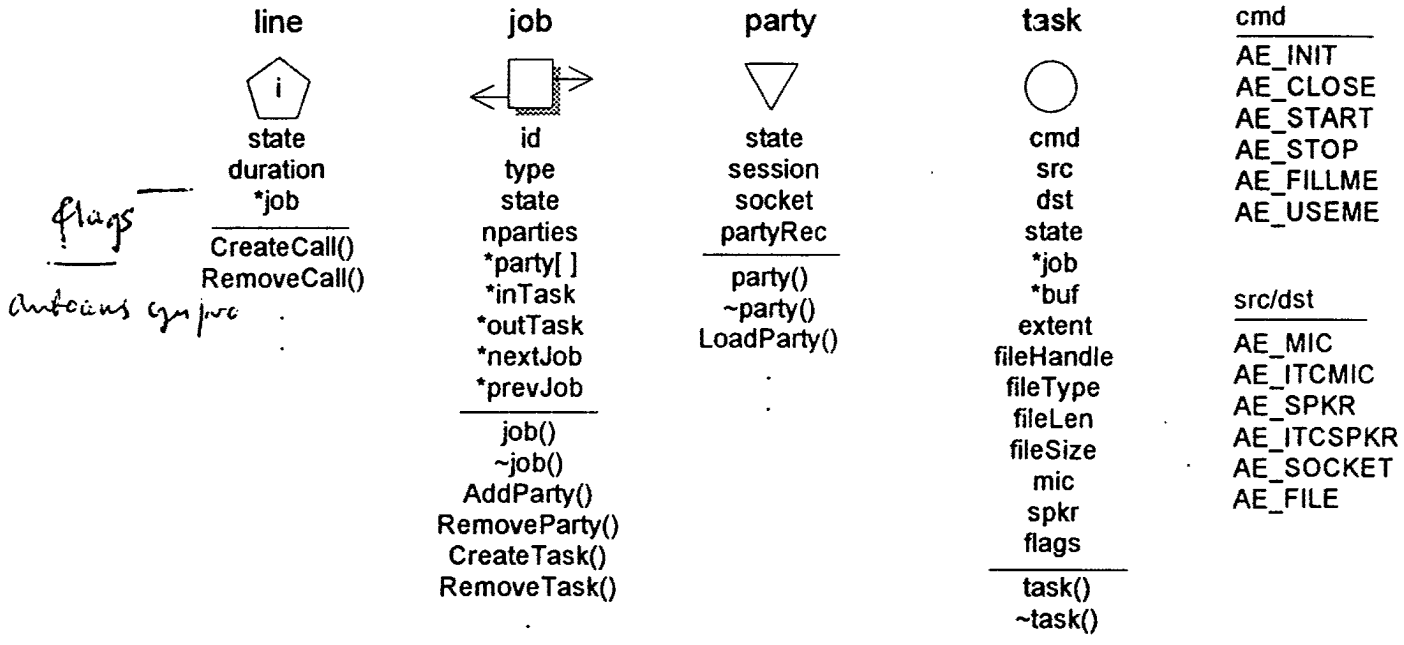 line
i
state
duration
*job
CreateCall()
RemoveCall()
flags
job
id
type
state
nparties
*party[ ]
*inTask
*outTask
*nextJob
*prevJob
job()
~job()
AddParty()
RemoveParty()
CreateTask()
RemoveTask()
party
state
session
socket
partyRec
party()
~party()
LoadParty()
task
cmd
src
dst
state
*job
*buf
extent
fileHandle
fileType
fileLen
fileSize
mic
spkr
flags
task()
~task()
cmd
AE_INIT
AE_CLOSE
AE_START
AE_STOP
AE_FILLME
AE_USEME
src/dst
AE_MIC
AE_ITCMIC
AE_SPKR
AE_ITCSPKR
AE_SOCKET
AE_FILE